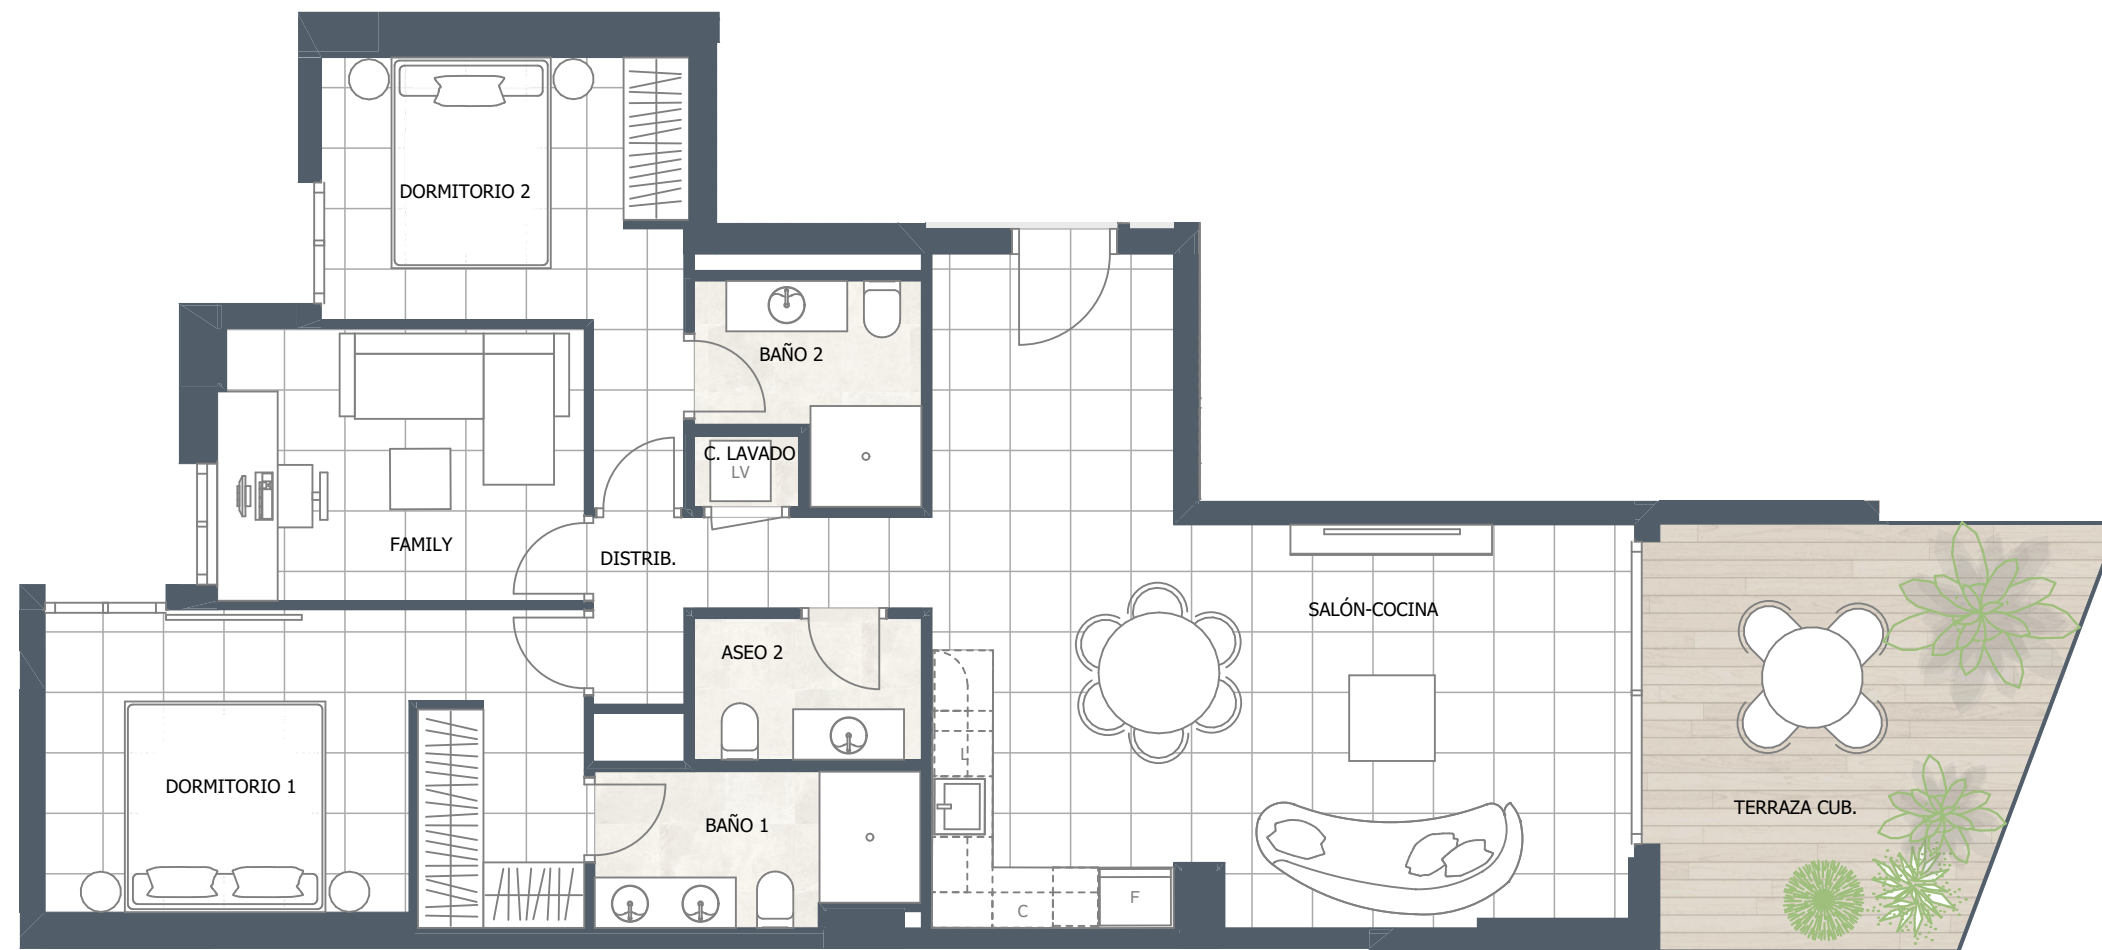 DORMITORIO 2
BAÑO 2
C. LAVADO
LV
FAMILY
DISTRIB.
SALÓN-COCINA
ASEO 2
L
DORMITORIO 1
BAÑO 1
TERRAZA CUB.
C
F